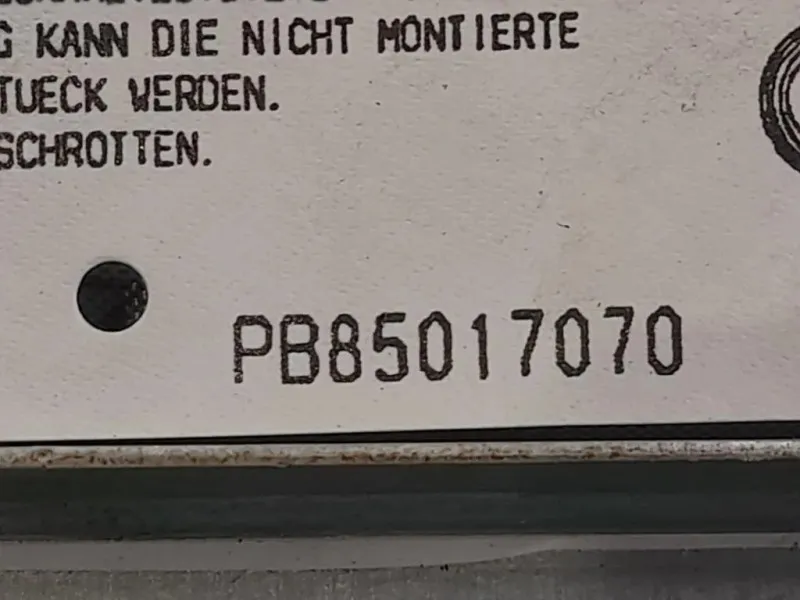 G KANN DIE NICHT MONTIERTE
TUECK WERDEN.
SCHROTTEN.
PB85017070